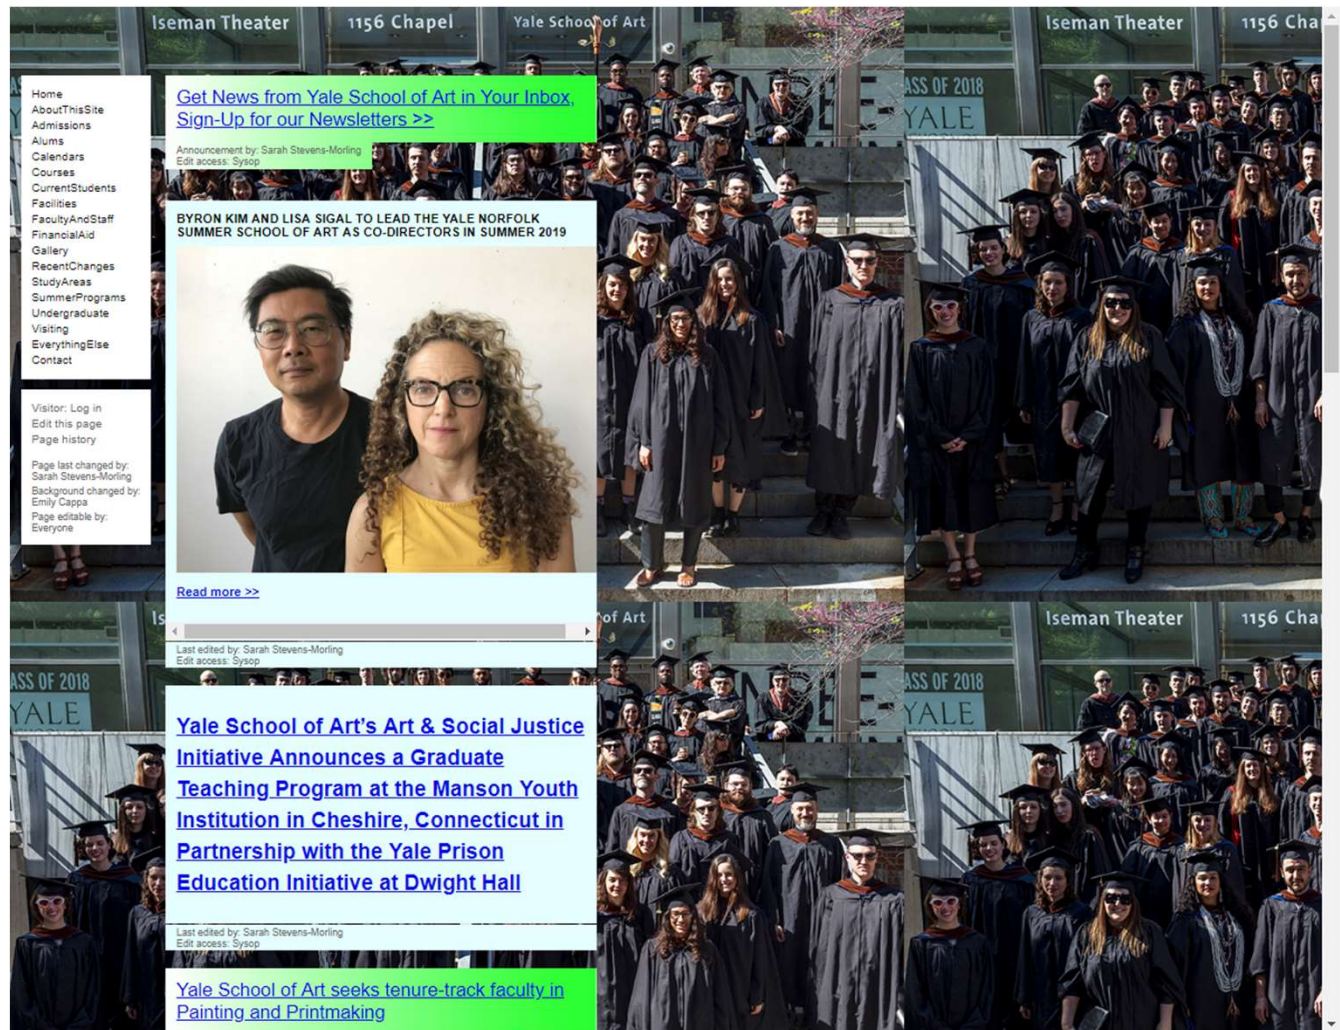 Iseman Theater
1156 Chapel
Yale School of Art
Iseman Theater
1156 Cha
ASS OF 2018
YALE
Home
AboutThisSite
Admissions
Alums
Calendars
Courses
CurrentStudents
Facilities
FacultyAndStaff
FinancialAid
Gallery
RecentChanges
StudyAreas
SummerPrograms
Undergraduate
Visiting
EverythingElse
Contact
Visitor: Log in
Edit this page
Page history
Page last changed by:
Sarah Stevens-Morling
Background changed by:
Emily Cappa
Page editable by:
Everyone
Get News from Yale School of Art in Your Inbox,
Sign-Up for our Newsletters >>
Announcement by: Sarah Stevens-Morling
Edit access: Sysop
BYRON KIM AND LISA SIGAL TO LEAD THE YALE NORFOLK
SUMMER SCHOOL OF ART AS CO-DIRECTORS IN SUMMER 2019
Read more >>
Last edited by: Sarah Stevens-Morling
Edit access: Sysop
Is
of Art
Iseman Theater
1156 Cha
ASS OF 2018
YALE
ASS OF 2018
YALE
Yale School of Art’s Art & Social Justice
Initiative Announces a Graduate
Teaching Program at the Manson Youth
Institution in Cheshire, Connecticut in
Partnership with the Yale Prison
Education Initiative at Dwight Hall
Last edited by: Sarah Stevens-Morling
Edit access: Sysop
Yale School of Art seeks tenure-track faculty in
Painting and Printmaking